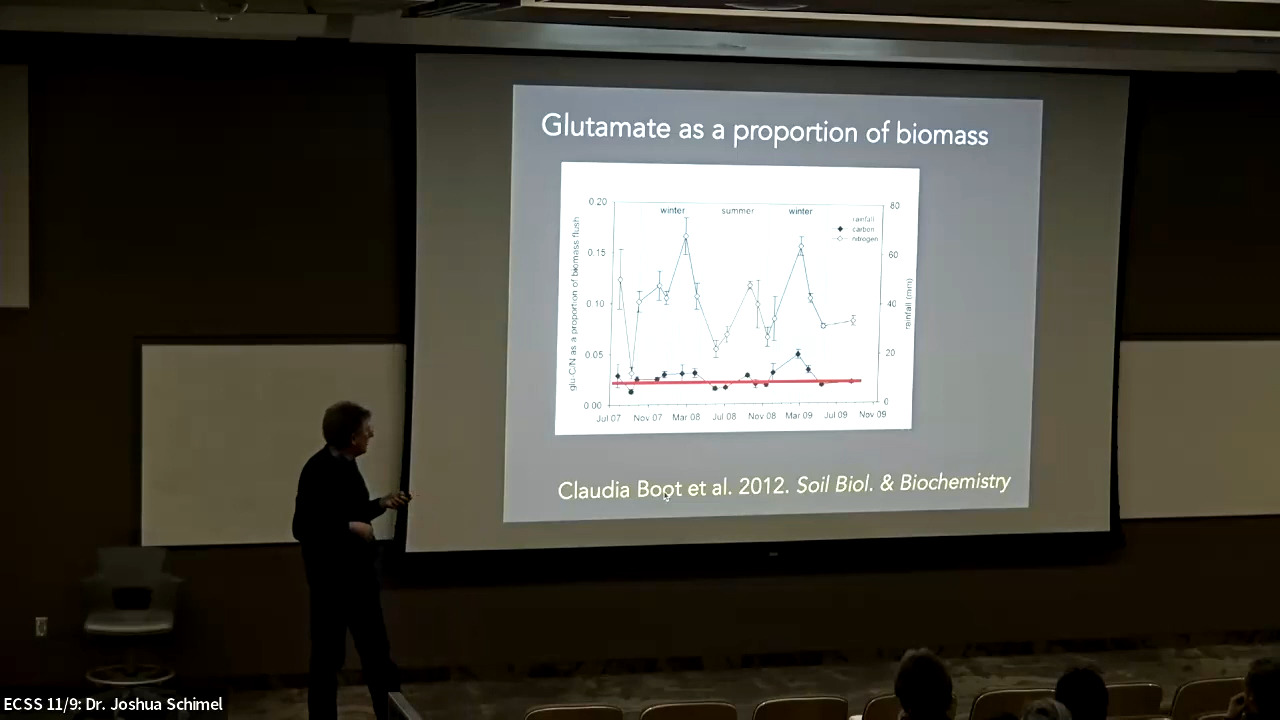 Glutamate as a proportion of biomass
0.20
0.15
0.10
0.05
0.00
glu-C/N as a proportion of biomass flush
winter
summer
winter
rainfall
carbon
nitrogen
80
60
40
20
0
rainfall (mm)
Jul 07 Nov 07 Mar 08 Jul 08 Nov 08 Mar 09 Jul 09 Nov 09
Claudia Boot et al. 2012. Soil Biol. & Biochemistry
ECSS 11/9: Dr. Joshua Schimel